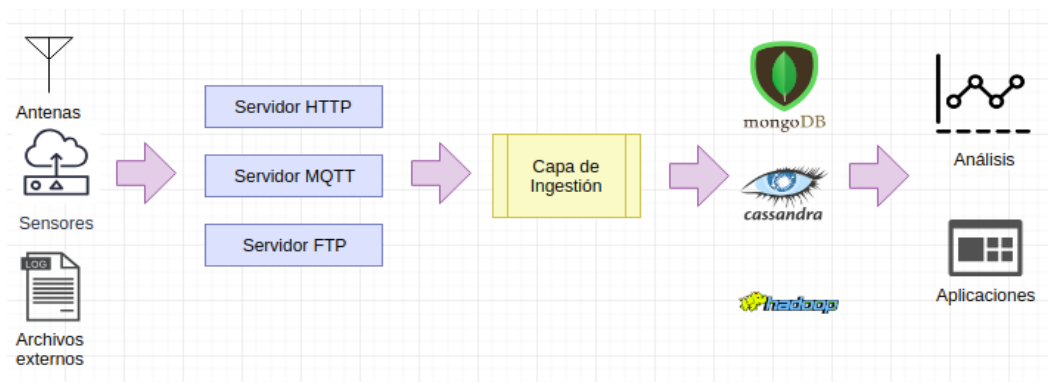 Antenas
Sensores
LOG
Archivos
externos
Servidor HTTP
Servidor MQTT
Servidor FTP
Capa de
Ingestión
mongoDB
cassandra
hadoop
Análisis
Aplicaciones